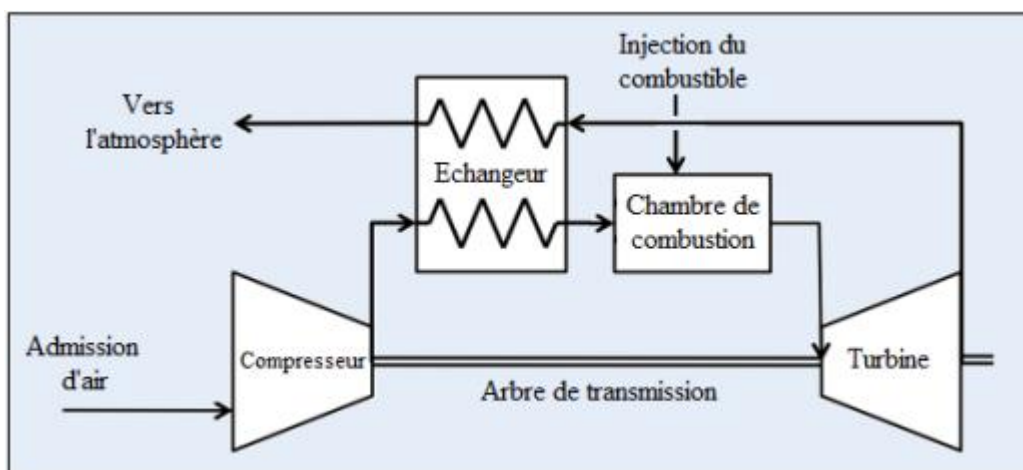 Injection du
combustible
Vers
l'atmosphère
Echangeur
Chambre de
combustion
Admission
d'air
Compresseur
Turbine
Arbre de transmission